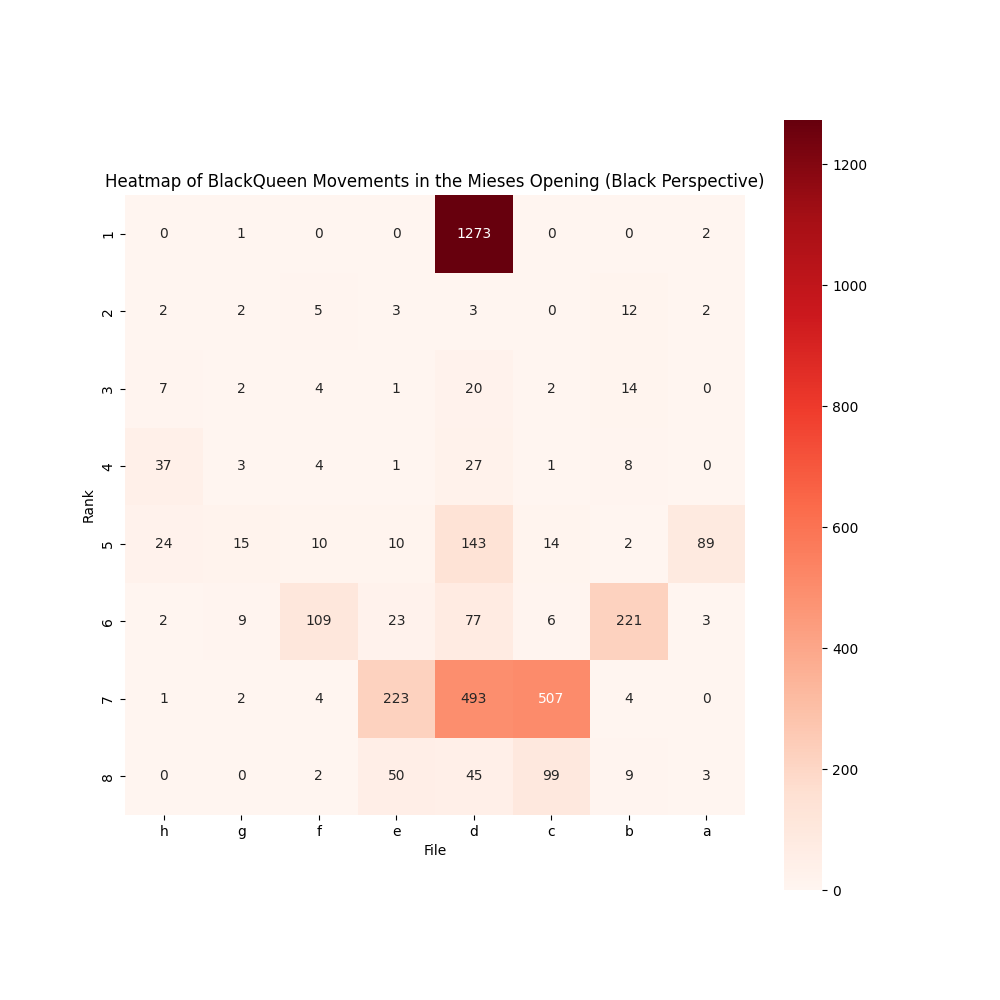 Heatmap of BlackQueen Movements in the Mieses Opening (Black Perspective)
1 0 1 0 0 1273 0 0 2
2 2 2 5 3 3 0 12 2
3 7 2 4 1 20 2 14 0
4 37 3 4 1 27 1 8 0
Rank
5 24 15 10 10 143 14 2 89
6 2 9 109 23 77 6 221 3
7 1 2 4 223 493 507 4 0
8 0 0 2 50 45 99 9 3
h g f e d c b a
File
1200
1000
800
600
400
200
0